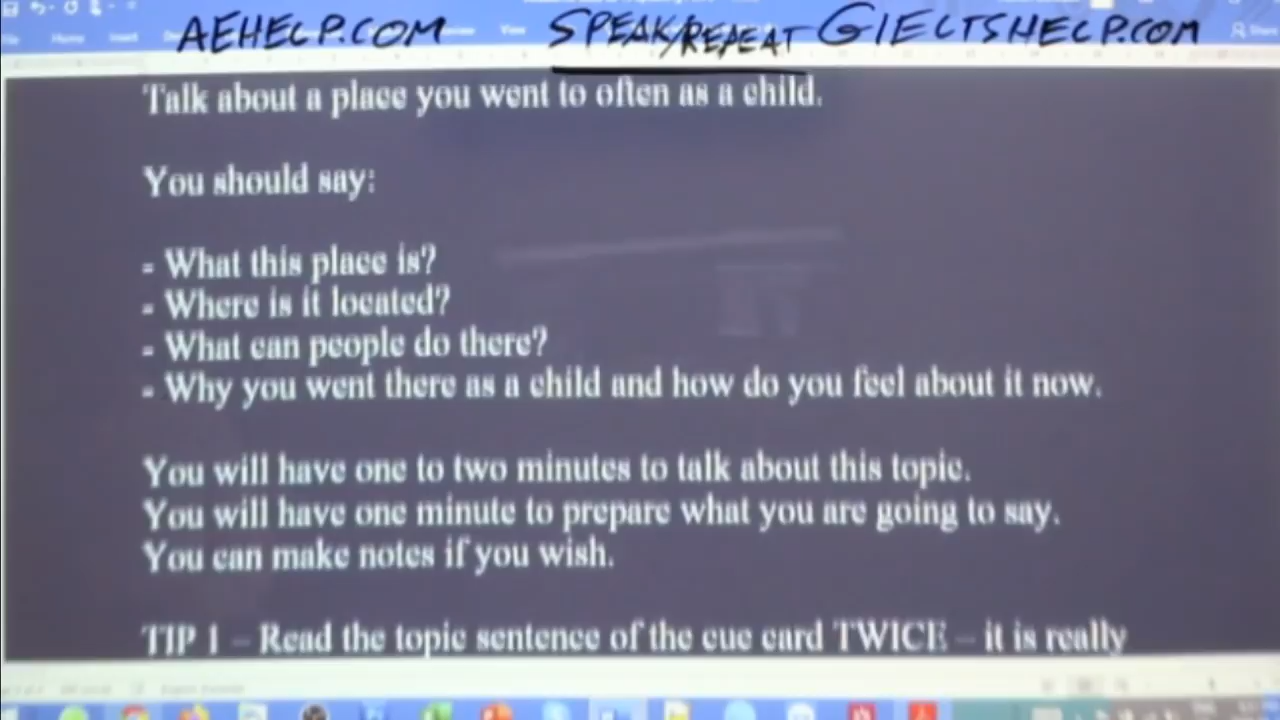 AEHELP.COM SPEAK/REPEAT GIELTSHELP.COM
Home Insert View Share
Talk about a place you went to often as a child.
You should say:
- What this place is?
- Where is it located?
- What can people do there?
- Why you went there as a child and how do you feel about it now.
You will have one to two minutes to talk about this topic.
You will have one minute to prepare what you are going to say.
You can make notes if you wish.
TIP 1 – Read the topic sentence of the cue card TWICE – it is really